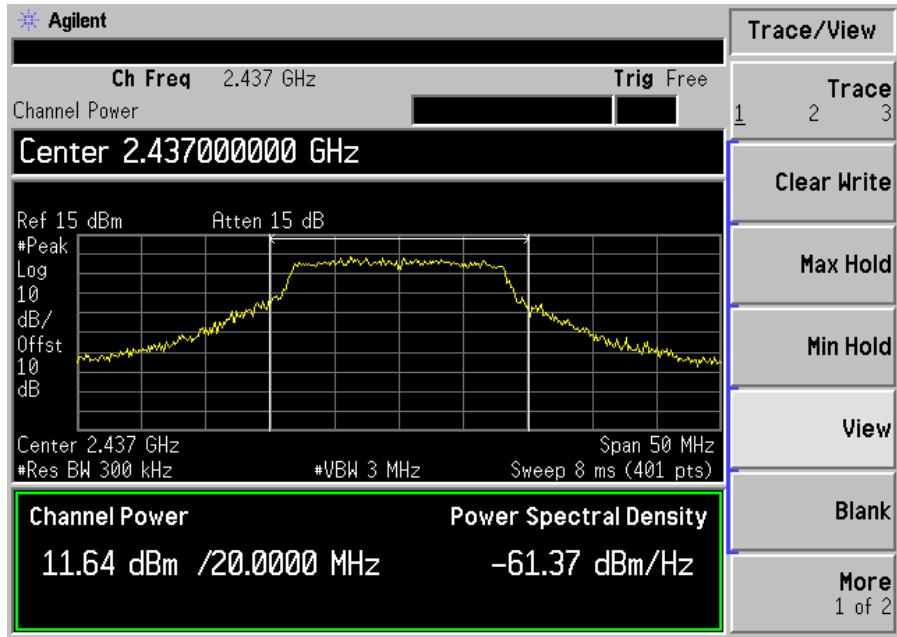 Agilent
Trace/View
Ch Freq 2.437 GHz Trig Free
Channel Power
Center 2.437000000 GHz
Ref 15 dBm Atten 15 dB
#Peak
Log
10
dB/
Offst
10
dB
Center 2.437 GHz Span 50 MHz
#Res BW 300 kHz #VBW 3 MHz Sweep 8 ms (401 pts)
Channel Power Power Spectral Density
11.64 dBm /20.0000 MHz -61.37 dBm/Hz
Trace
1 2 3
Clear Write
Max Hold
Min Hold
View
Blank
More
1 of 2